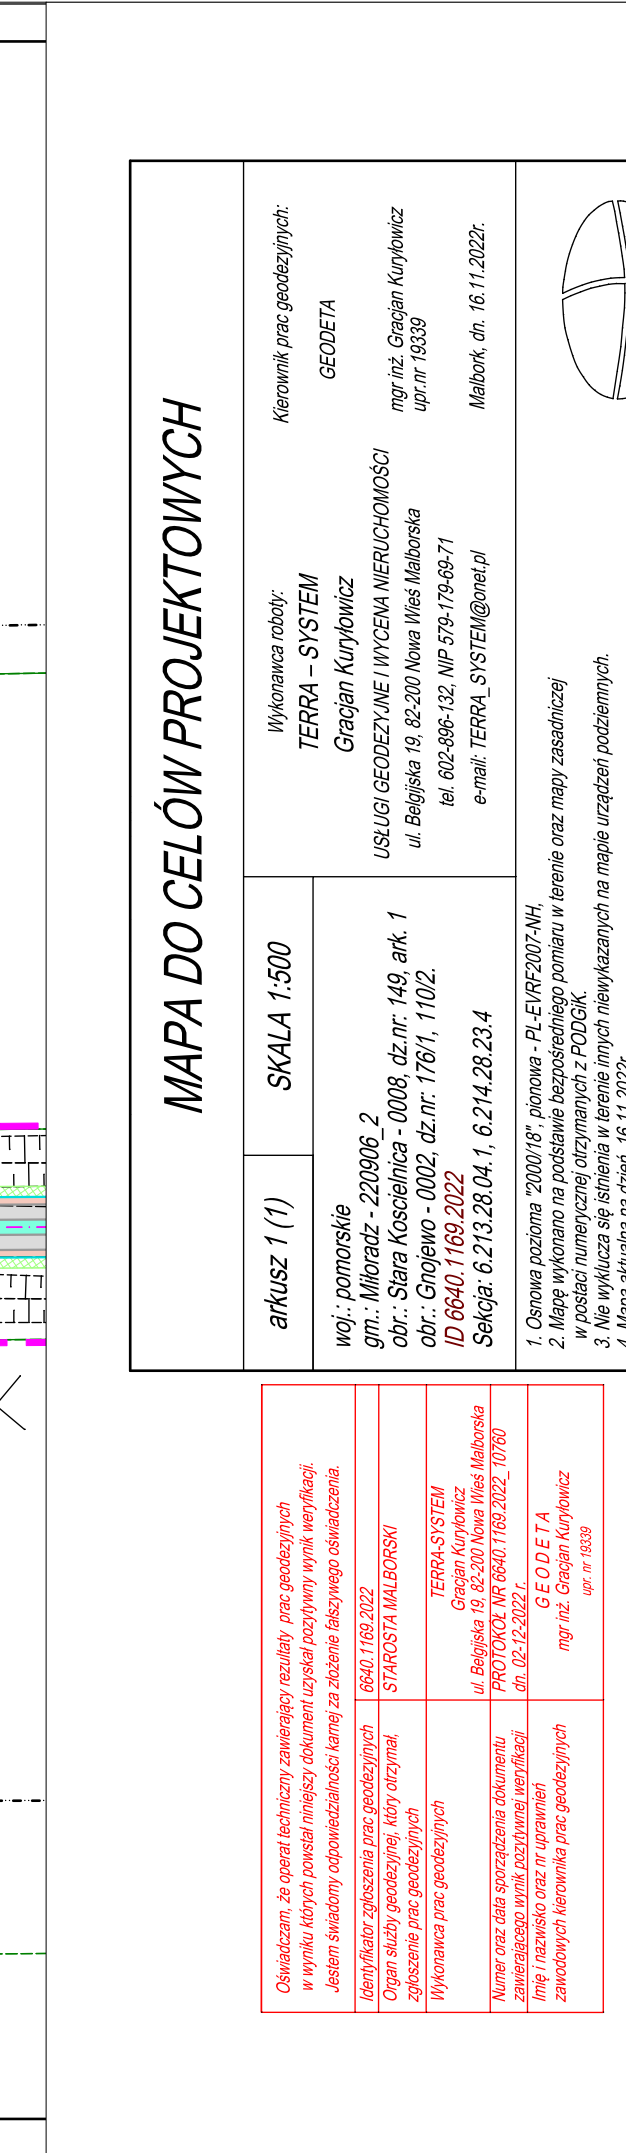 MAPA DO CELÓW PROJEKTOWYCH
arkusz 1 (1)
SKALA 1:500
woj.: pomorskie
gm.: Miłoradz - 220906_2
obr.: Stara Koscielnica - 0008, dz.nr: 149, ark. 1
obr.: Gnojewo - 0002, dz.nr: 176/1, 110/2.
ID 6640.1169.2022
Sekcja: 6.213.28.04.1, 6.214.28.23.4
Wykonawca roboty:
TERRA – SYSTEM
Gracjan Kuryłowicz
USŁUGI GEODEZYJNE I WYCENA NIERUCHOMOŚCI
ul. Belgijska 19, 82-200 Nowa Wieś Malborska
tel. 602-896-132, NIP 579-179-69-71
e-mail: TERRA_SYSTEM@onet.pl
Kierownik prac geodezyjnych:
GEODETA
mgr inż. Gracjan Kuryłowicz
upr.nr 19339
Malbork, dn. 16.11.2022r.
1. Osnowa pozioma "2000/18", pionowa - PL-EVRF2007-NH,
2. Mapę wykonano na podstawie bezpośredniego pomiaru w terenie oraz mapy zasadniczej
w postaci numerycznej otrzymanych z PODGiK.
3. Nie wyklucza się istnienia w terenie innych niewykazanych na mapie urządzeń podziemnych.
4. Mapa aktualna na dzień 16.11.2022r.
Oświadczam, że operat techniczny zawierający rezultaty prac geodezyjnych
w wyniku których powstał niniejszy dokument uzyskał pozytywny wynik weryfikacji.
Jestem świadomy odpowiedzialności karnej za złożenie fałszywego oświadczenia.
Identyfikator zgłoszenia prac geodezyjnych
6640.1169.2022
Organ służby geodezyjnej, który otrzymał,
zgłoszenie prac geodezyjnych
STAROSTA MALBORSKI
Wykonawca prac geodezyjnych
TERRA-SYSTEM
Gracjan Kuryłowicz
ul. Belgijska 19, 82-200 Nowa Wieś Malborska
Numer oraz data sporządzenia dokumentu
zawierającego wynik pozytywnej weryfikacji
PROTOKÓŁ NR 6640.1169.2022_10760
dn. 02-12-2022 r.
Imię i nazwisko oraz nr uprawnień
zawodowych kierownika prac geodezyjnych
G E O D E T A
mgr inż. Gracjan Kuryłowicz
upr. nr 19339